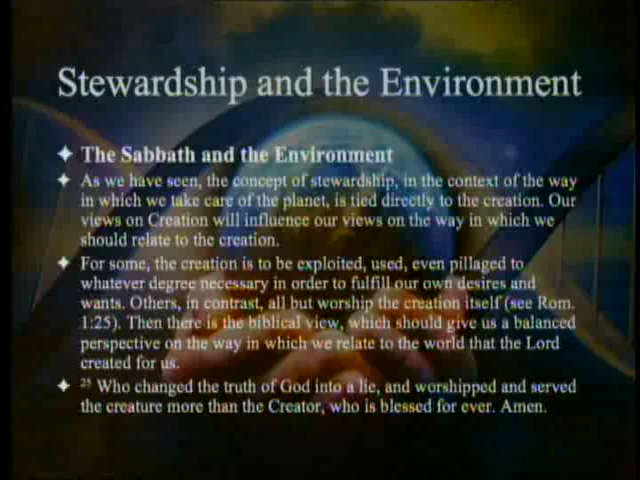 Stewardship and the Environment
The Sabbath and the Environment
As we have seen, the concept of stewardship, in the context of the way
in which we take care of the planet, is tied directly to the creation. Our
views on Creation will influence our views on the way in which we
should relate to the creation.
For some, the creation is to be exploited, used, even pillaged to
whatever degree necessary in order to fulfill our own desires and
wants. Others, in contrast, all but worship the creation itself (see Rom.
1:25). Then there is the biblical view, which should give us a balanced
perspective on the way in which we relate to the world that the Lord
created for us.
25 Who changed the truth of God into a lie, and worshipped and served
the creature more than the Creator, who is blessed for ever. Amen.